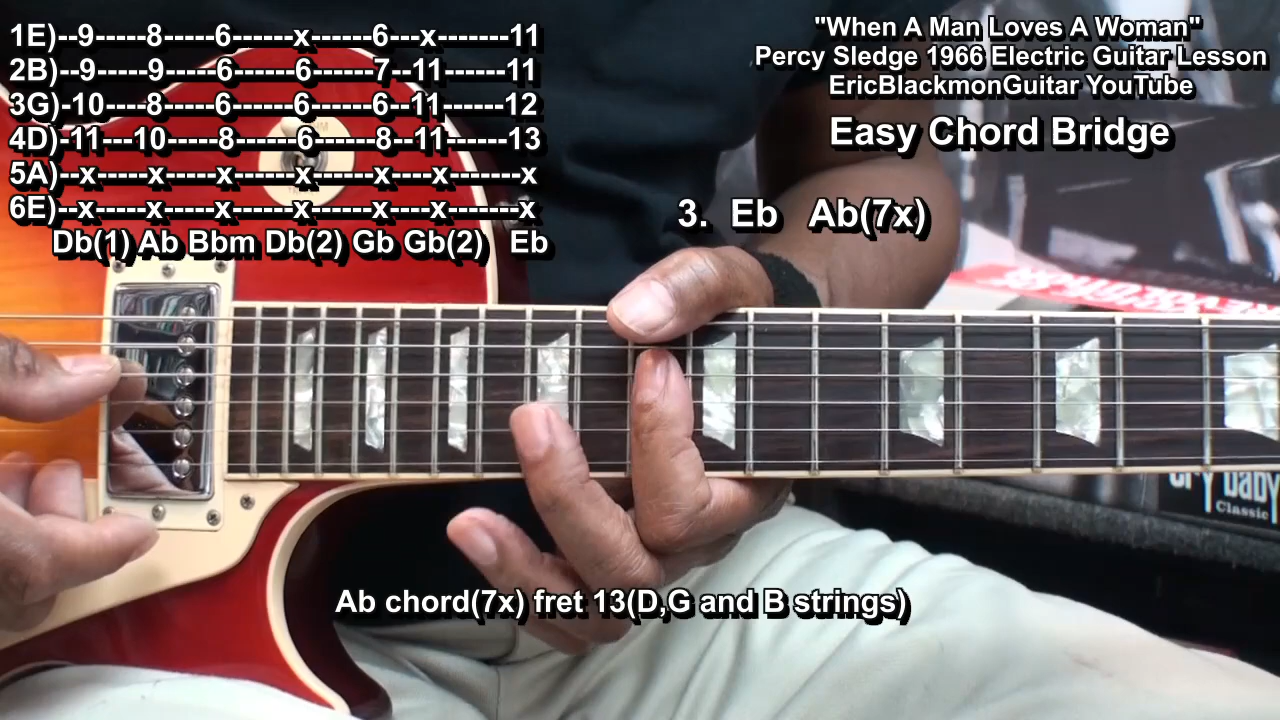 1E)--9-----8-----6------x------6---x-------11
2B)--9-----9-----6------6------7--11------11
3G)-10----8-----6------6------6--11------12
4D)-11---10-----8------6------8--11------13
5A)--x-----x-----x------x------x----x-------x
6E)--x-----x-----x------x------x----x-------x
Db(1) Ab Bbm Db(2) Gb Gb(2) Eb
"When A Man Loves A Woman"
Percy Sledge 1966 Electric Guitar Lesson
EricBlackmonGuitar YouTube
Easy Chord Bridge
3. Eb Ab(7x)
cry baby
Classic
Ab chord(7x) fret 13(D,G and B strings)